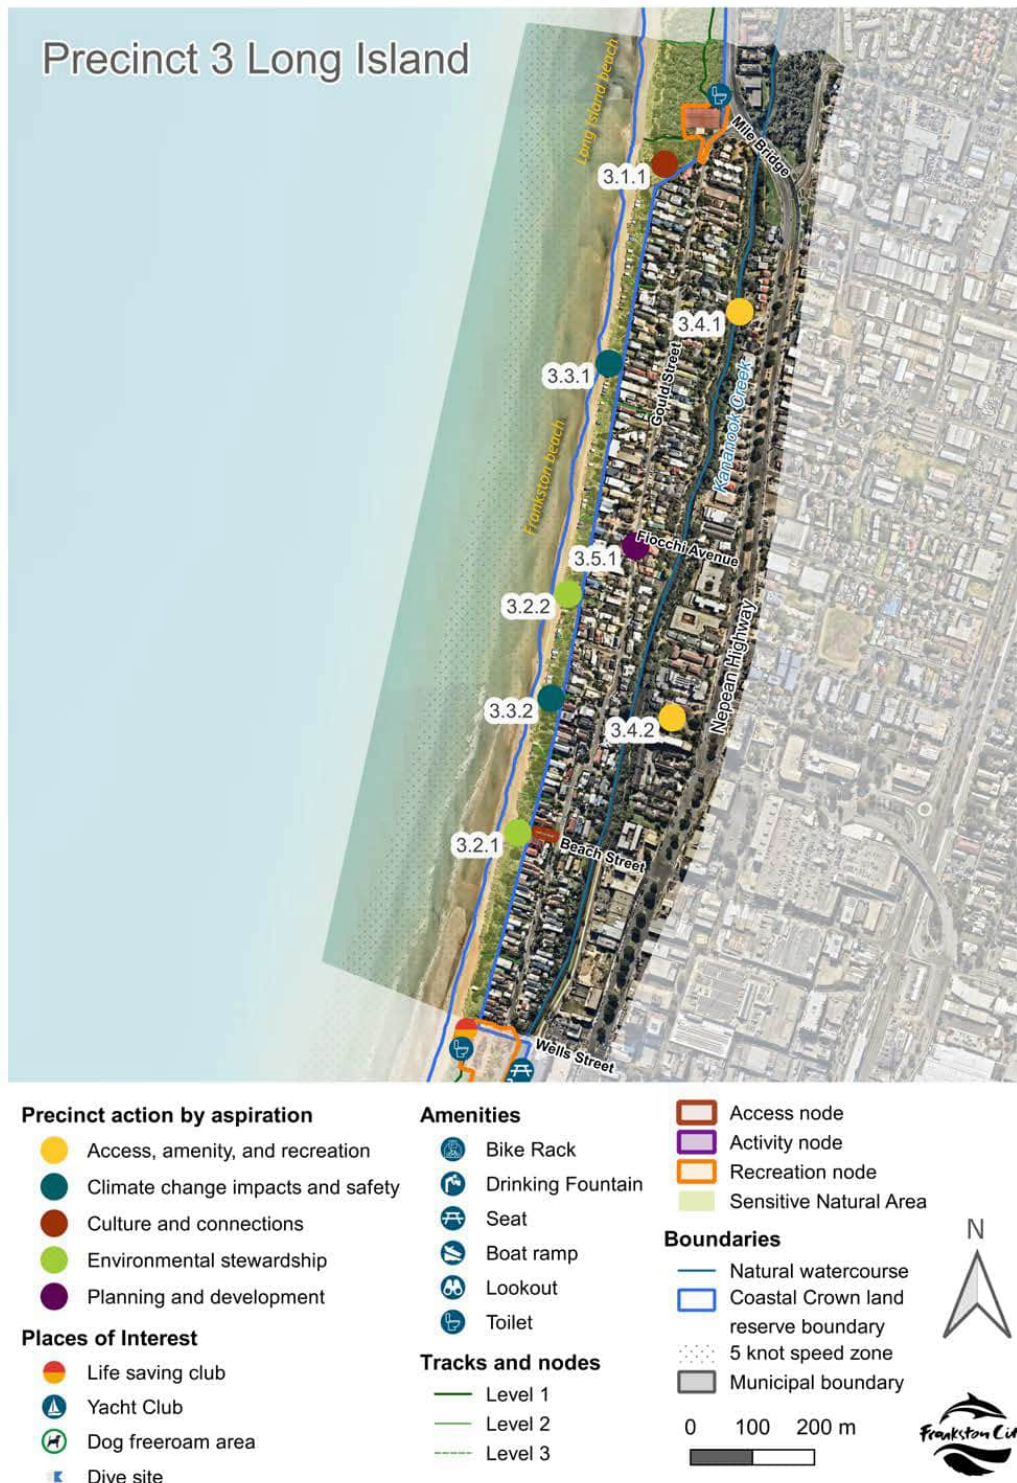 Precinct 3 Long Island
Long Island beach
Mile Bridge
3.1.1
3.4.1
3.3.1
Gould Street
Kananook Creek
Frankston beach
Fiocchi Avenue
3.5.1
3.2.2
Nepean Highway
3.3.2
3.4.2
3.2.1
Beach Street
Wells Street
Precinct action by aspiration
Access, amenity, and recreation
Climate change impacts and safety
Culture and connections
Environmental stewardship
Planning and development
Places of Interest
Life saving club
Yacht Club
Dog freeroam area
Dive site
Amenities
Bike Rack
Drinking Fountain
Seat
Boat ramp
Lookout
Toilet
Tracks and nodes
Level 1
Level 2
Level 3
Access node
Activity node
Recreation node
Sensitive Natural Area
Boundaries
Natural watercourse
Coastal Crown land
reserve boundary
5 knot speed zone
Municipal boundary
0 100 200 m
N
Frankston Cit